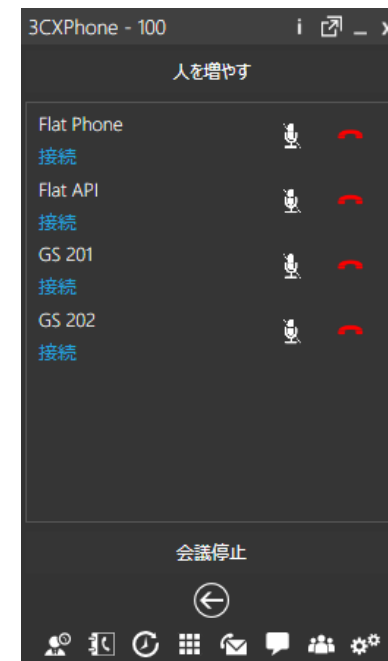 3CXPhone - 100
人を増やす
Flat Phone
接続
Flat API
接続
GS 201
接続
GS 202
接続
会議停止